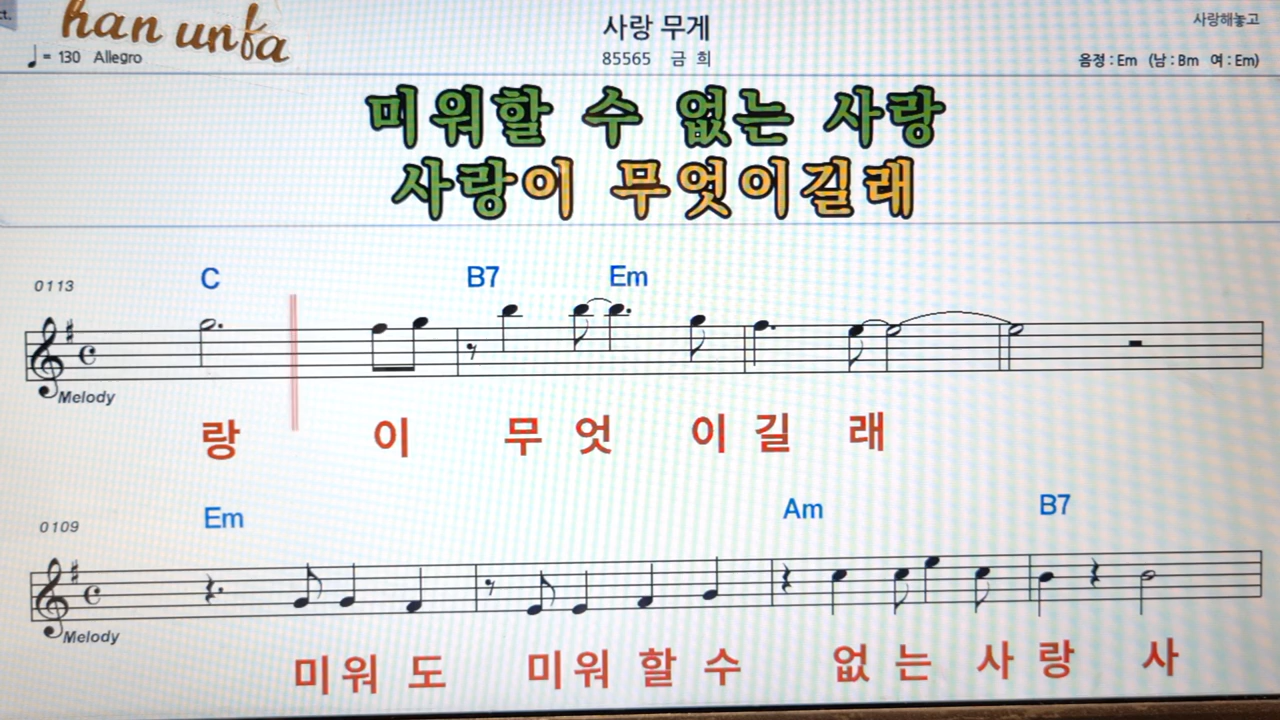 ct.
han unfa
사랑 무게
사랑해놓고
♩= 130 Allegro
85565 금 희
음정 : Em (남 : Bm 여 : Em)
미워할 수 없는 사랑
사랑이 무엇이길래
0113 C B7 Em
Melody
랑 이 무 엇 이 길 래
0109 Em Am B7
Melody
미 워 도 미 워 할 수 없 는 사 랑 사